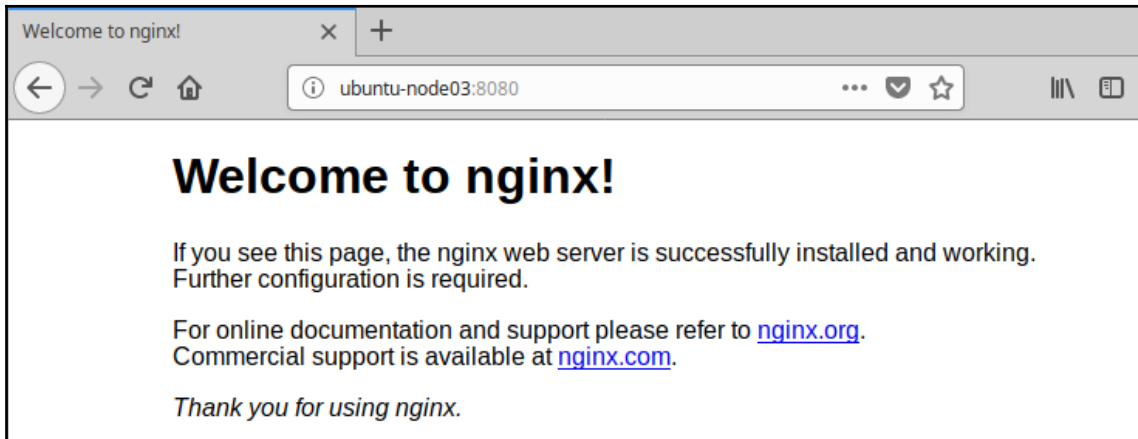 Welcome to nginx!
ubuntu-node03:8080
Welcome to nginx!
If you see this page, the nginx web server is successfully installed and working.
Further configuration is required.
For online documentation and support please refer to nginx.org.
Commercial support is available at nginx.com.
Thank you for using nginx.